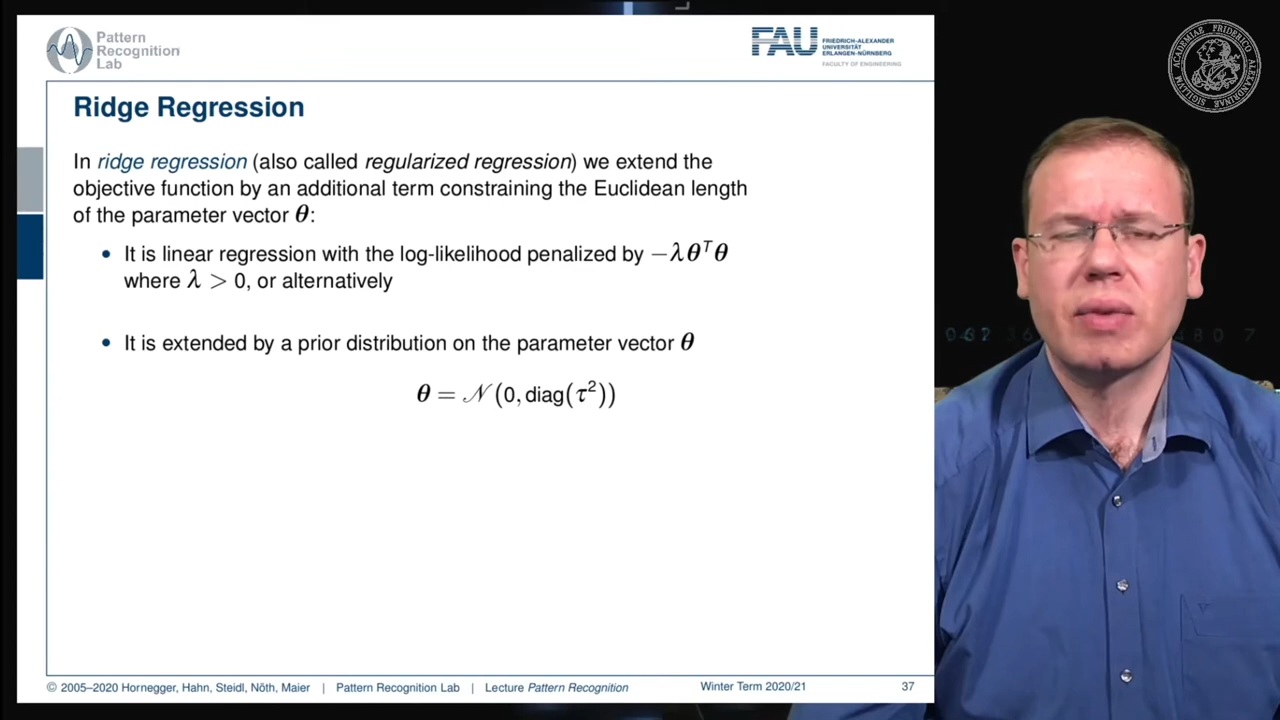 Pattern
Recognition
Lab
FAU
FRIEDRICH-ALEXANDER
UNIVERSITÄT
ERLANGEN-NÜRNBERG
FACULTY OF ENGINEERING
Ridge Regression
In ridge regression (also called regularized regression) we extend the
objective function by an additional term constraining the Euclidean length
of the parameter vector θ:
• It is linear regression with the log-likelihood penalized by −λθᵀθ
where λ > 0, or alternatively
• It is extended by a prior distribution on the parameter vector θ
θ = 𝒩(0, diag(τ²))
© 2005–2020 Hornegger, Hahn, Steidl, Nöth, Maier | Pattern Recognition Lab | Lecture Pattern Recognition Winter Term 2020/21 37